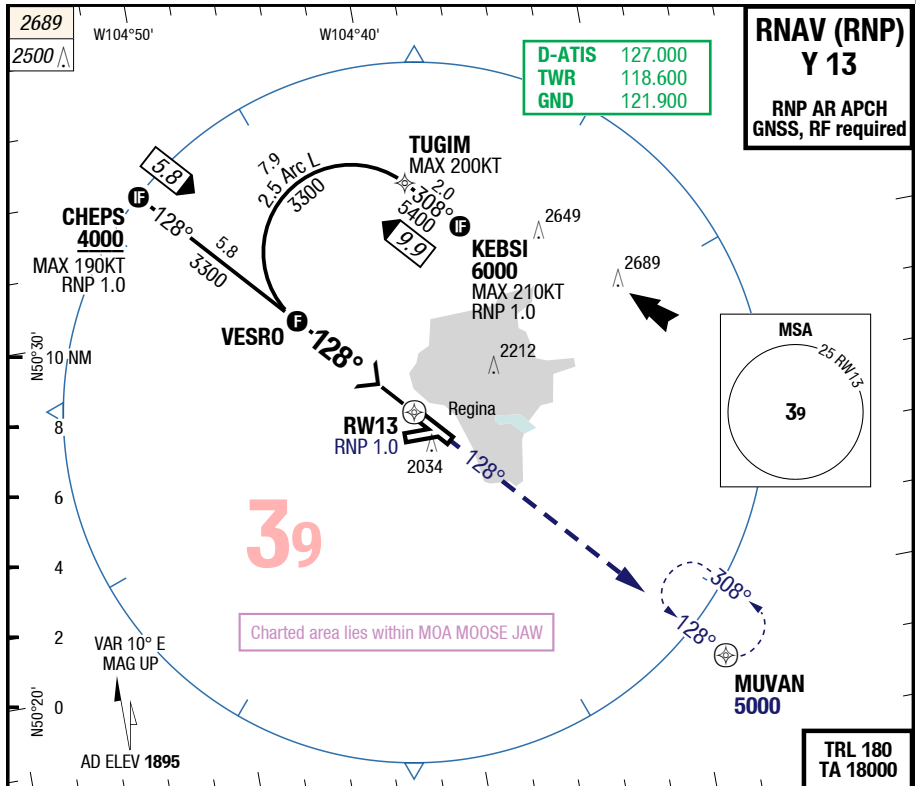 2689
2500
W104°50'
W104°40'
D-ATIS 127.000
TWR 118.600
GND 121.900
RNAV (RNP)
Y 13
RNP AR APCH
GNSS, RF required
TUGIM
MAX 200KT
7.9
2.5 Arc L
3300
2.0
308°
5400
9.9
5.8
CHEPS
4000
MAX 190KT
RNP 1.0
128°
5.8
3300
KEBSI
6000
MAX 210KT
RNP 1.0
IF
IF
2649
2689
VESRO
F
128°
2212
N50°30'
10 NM
Regina
RW13
RNP 1.0
2034
MSA
25 RW13
39
8
6
4
2
0
128°
39
308°
128°
Charted area lies within MOA MOOSE JAW
MUVAN
5000
VAR 10° E
MAG UP
N50°20'
AD ELEV 1895
TRL 180
TA 18000